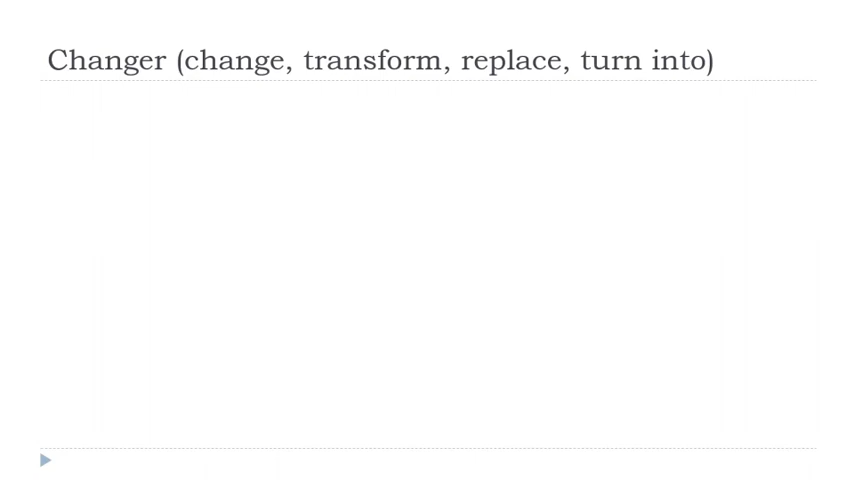 Changer (change, transform, replace, turn into)